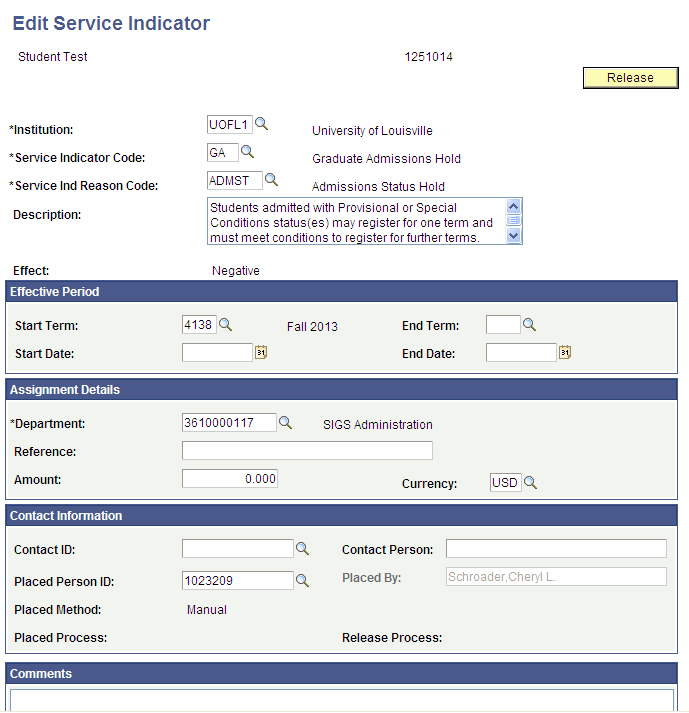 Edit Service Indicator
Student Test 1251014
Release
*Institution: UOFL1 University of Louisville
*Service Indicator Code: GA Graduate Admissions Hold
*Service Ind Reason Code: ADMST Admissions Status Hold
Description: Students admitted with Provisional or Special
Conditions status(es) may register for one term and
must meet conditions to register for further terms.
Effect: Negative
Effective Period
Start Term: 4138 Fall 2013 End Term:
Start Date: 31 End Date: 31
Assignment Details
*Department: 3610000117 SIGS Administration
Reference:
Amount: 0.000 Currency: USD
Contact Information
Contact ID: Contact Person:
Placed Person ID: 1023209 Placed By: Schroader,Cheryl L.
Placed Method: Manual
Placed Process: Release Process:
Comments